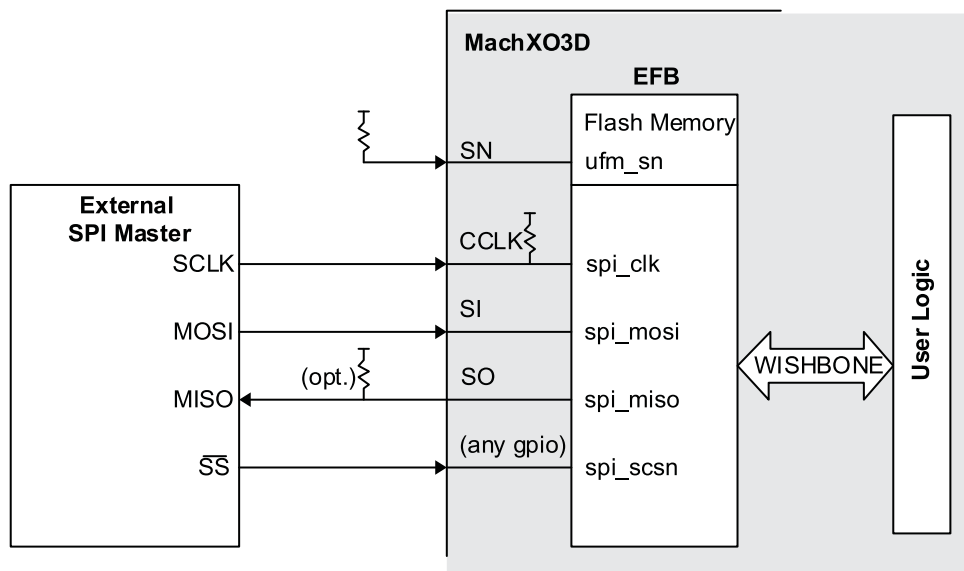 MachXO3D
EFB
Flash Memory
SN
ufm_sn
External
SPI Master
CCLK
SCLK
spi_clk
SI
MOSI
spi_mosi
User Logic
WISHBONE
(opt.)
SO
MISO
spi_miso
(any gpio)
SS
spi_scsn